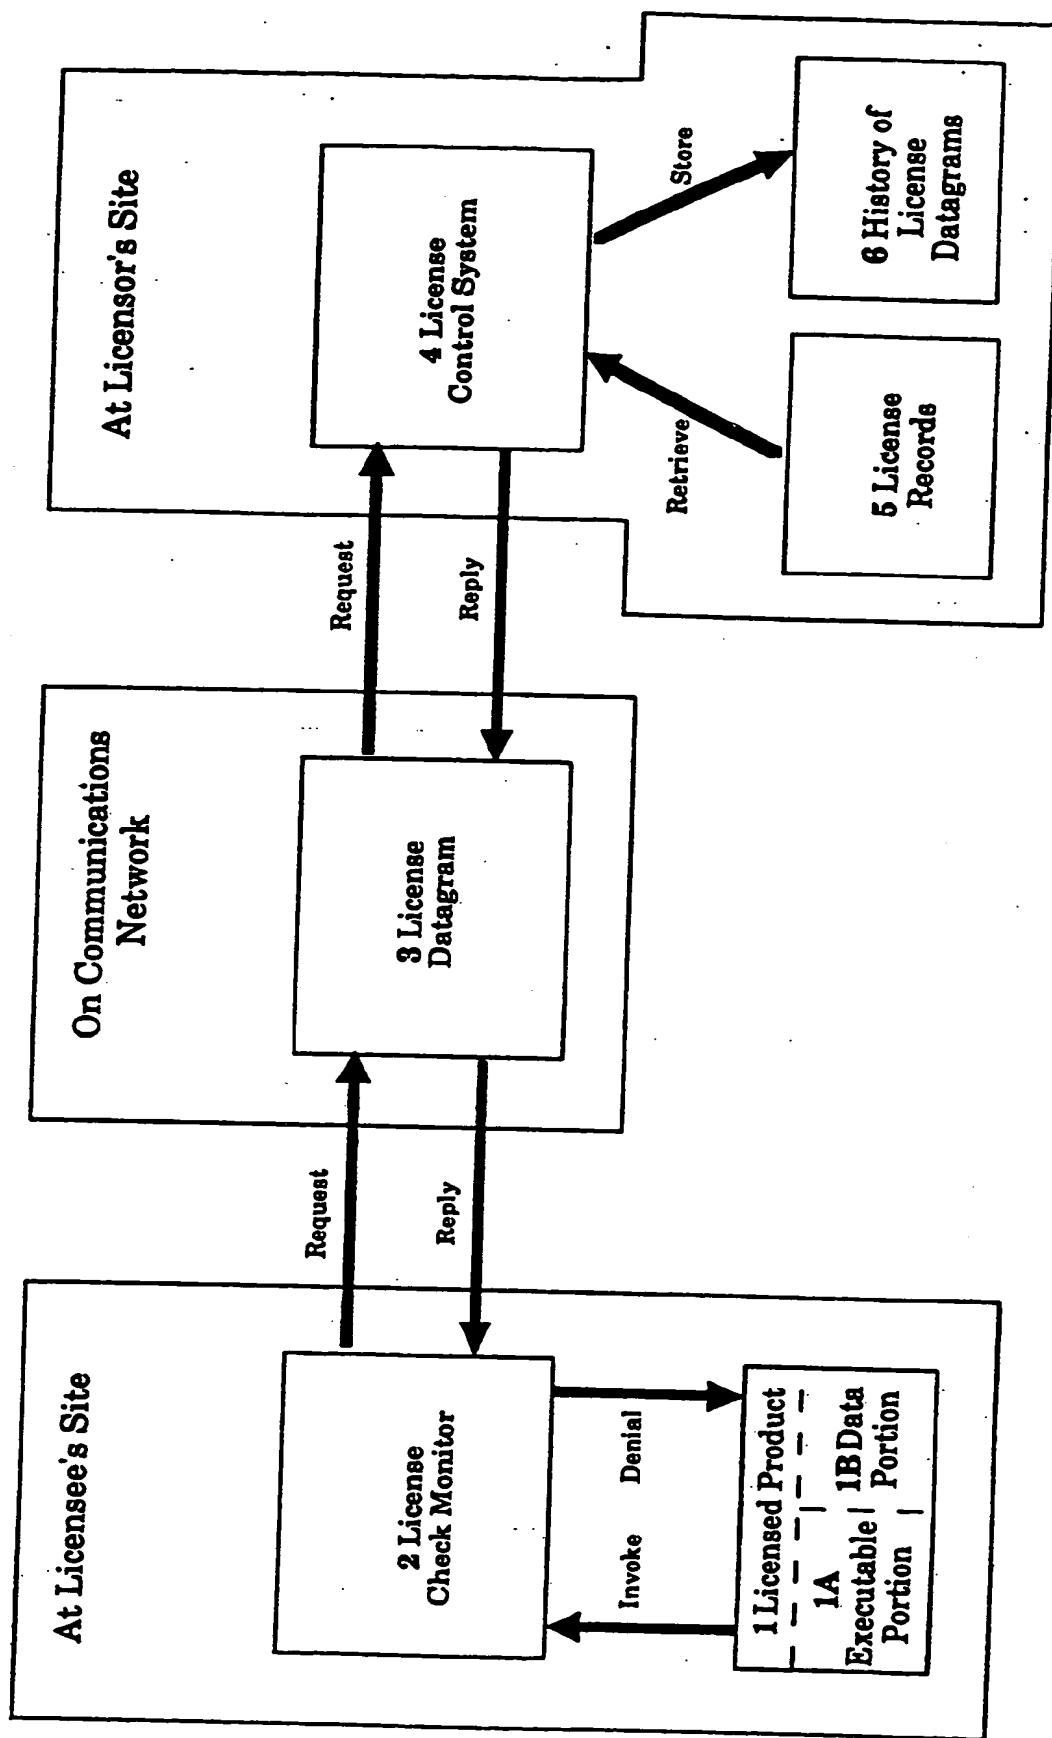 At Licensee's Site
2 License
Check Monitor
Invoke
Denial
1 Licensed Product
1A
Executable
Portion
1B Data
Portion
Request
Reply
On Communications
Network
3 License
Datagram
Request
Reply
At Licensor's Site
4 License
Control System
Retrieve
Store
5 License
Records
6 History of
License
Datagrams